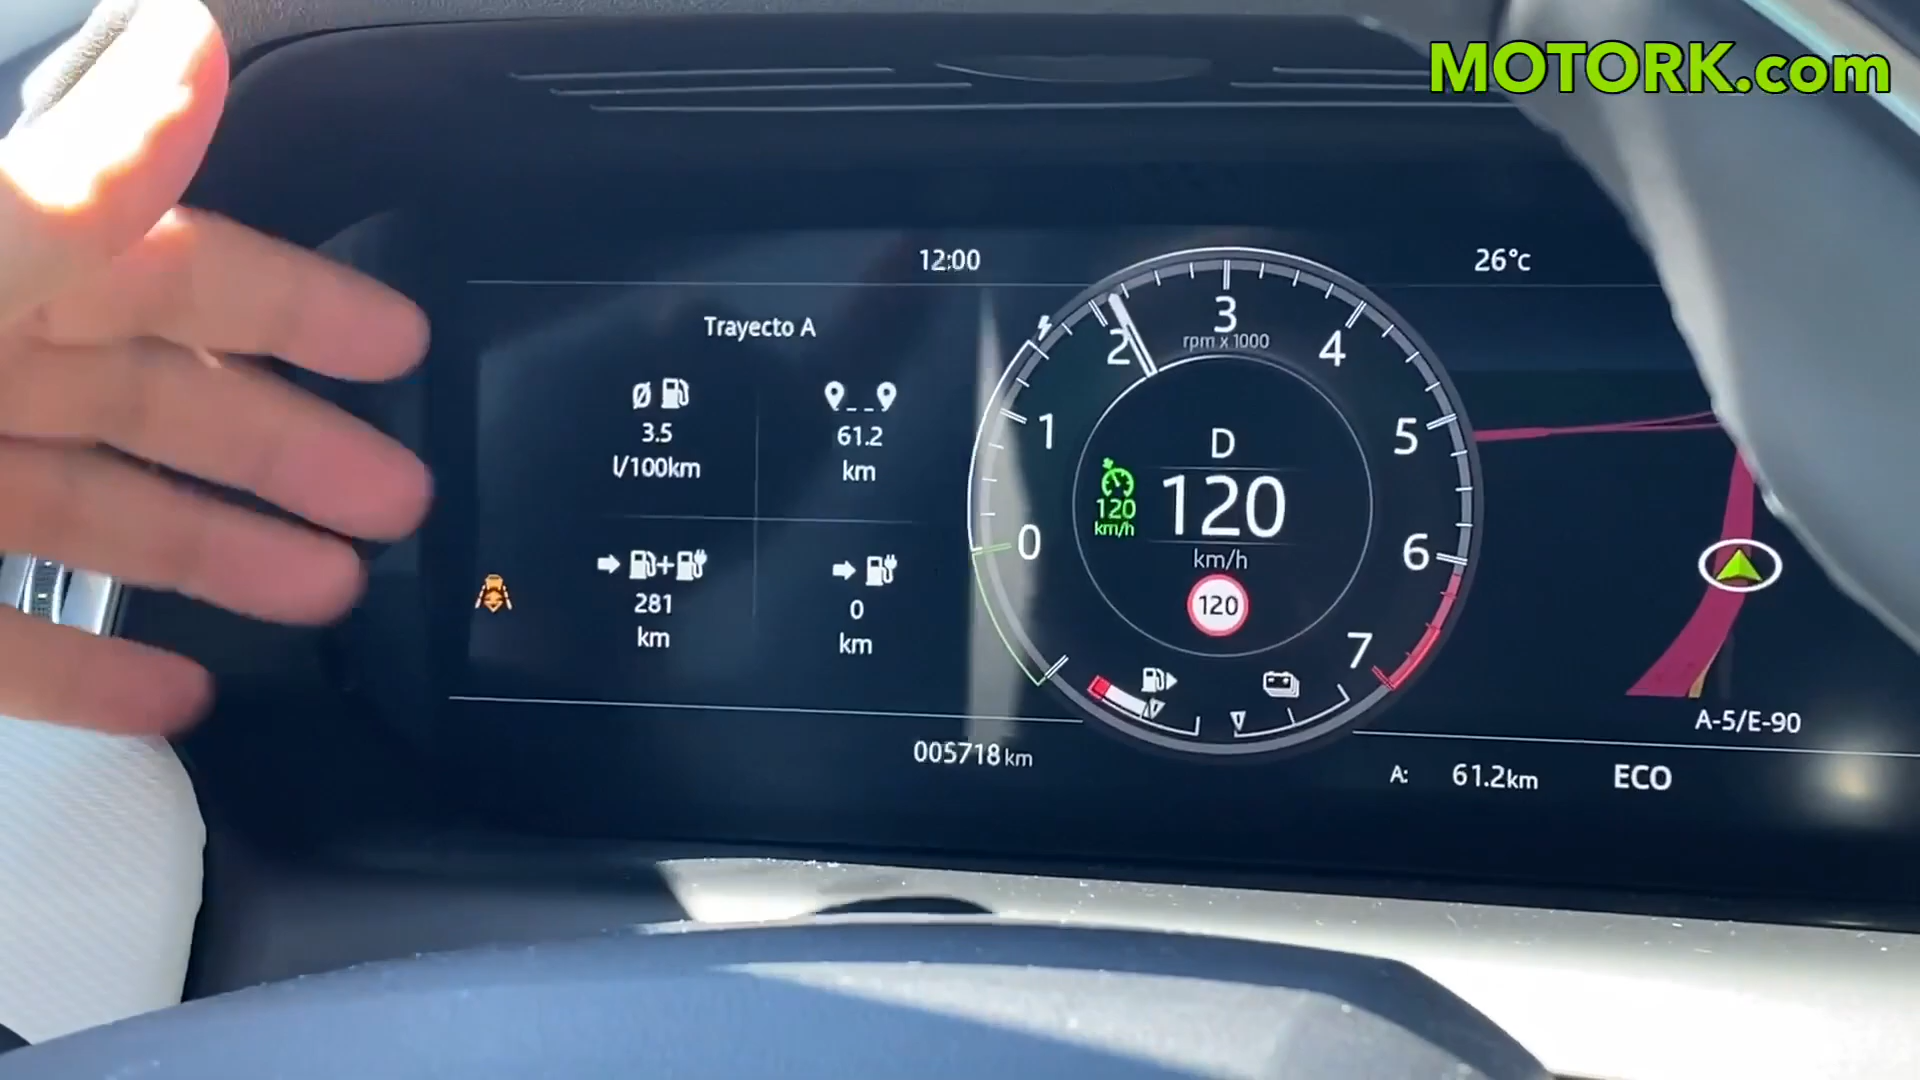 MOTORK.com
12:00
26°c
Trayecto A
3.5
l/100km
61.2
km
281
km
0
km
0
1
2
3
4
5
6
7
rpm x 1000
D
120
km/h
120
km/h
120
A-5/E-90
005718 km
A: 61.2km ECO